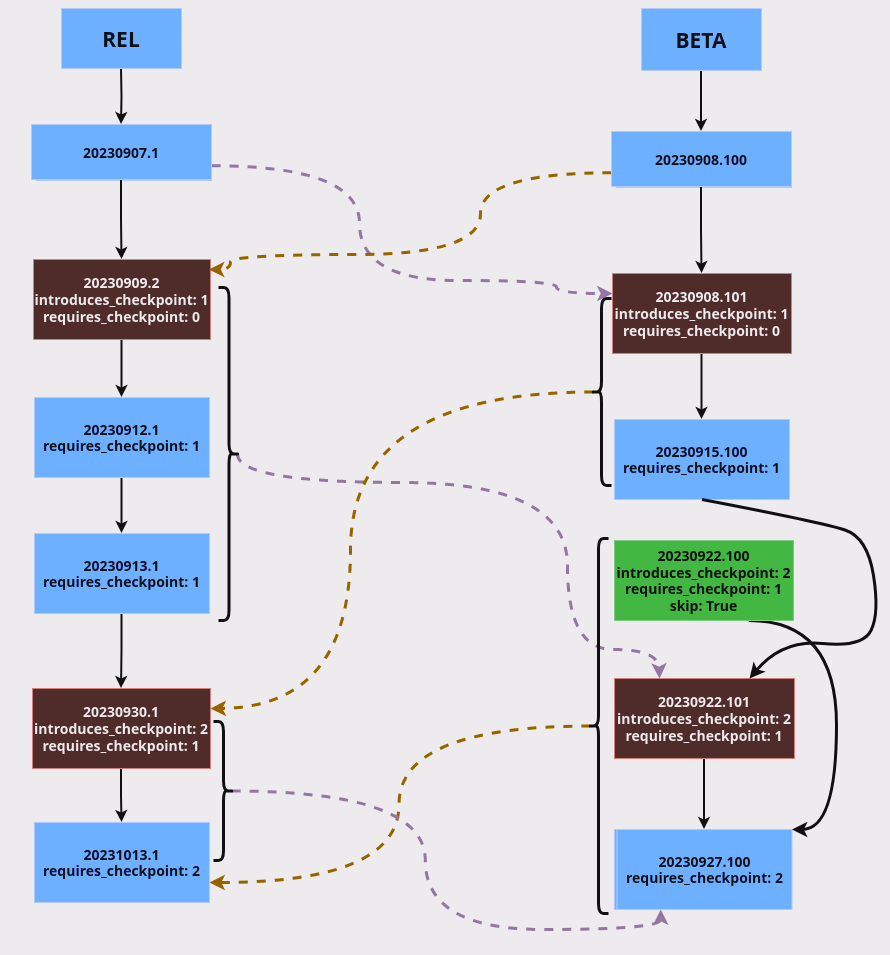 REL
20230907.1
20230909.2
introduces_checkpoint: 1
requires_checkpoint: 0
20230912.1
requires_checkpoint: 1
20230913.1
requires_checkpoint: 1
20230930.1
introduces_checkpoint: 2
requires_checkpoint: 1
20231013.1
requires_checkpoint: 2
BETA
20230908.100
20230908.101
introduces_checkpoint: 1
requires_checkpoint: 0
20230915.100
requires_checkpoint: 1
20230922.100
introduces_checkpoint: 2
requires_checkpoint: 1
skip: True
20230922.101
introduces_checkpoint: 2
requires_checkpoint: 1
20230927.100
requires_checkpoint: 2